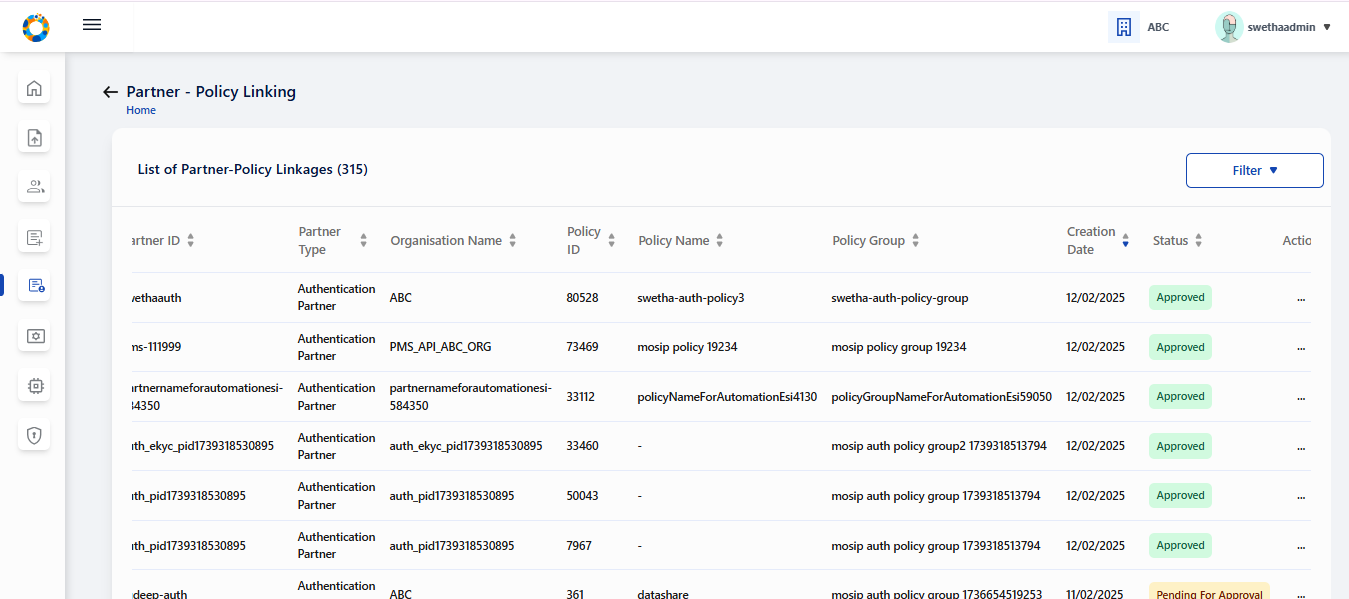 ABC
swethaadmin
Partner - Policy Linking
Home
List of Partner-Policy Linkages (315)
Filter
artner ID
Partner Type
Organisation Name
Policy ID
Policy Name
Policy Group
Creation Date
Status
Actio
wethaauth Authentication Partner ABC 80528 swetha-auth-policy3 swetha-auth-policy-group 12/02/2025 Approved ...
ms-111999 Authentication Partner PMS_API_ABC_ORG 73469 mosip policy 19234 mosip policy group 19234 12/02/2025 Approved ...
artnernameforautomationesi-84350 Authentication Partner partnernameforautomationesi-584350 33112 policyNameForAutomationEsi4130 policyGroupNameForAutomationEsi59050 12/02/2025 Approved ...
uth_ekyc_pid1739318530895 Authentication Partner auth_ekyc_pid1739318530895 33460 - mosip auth policy group2 1739318513794 12/02/2025 Approved ...
uth_pid1739318530895 Authentication Partner auth_pid1739318530895 50043 - mosip auth policy group 1739318513794 12/02/2025 Approved ...
uth_pid1739318530895 Authentication Partner auth_pid1739318530895 7967 - mosip auth policy group 1739318513794 12/02/2025 Approved ...
deep-auth Authentication ABC 361 datashare mosip auth policy group 1736654519253 11/02/2025 Pending For Approval ...